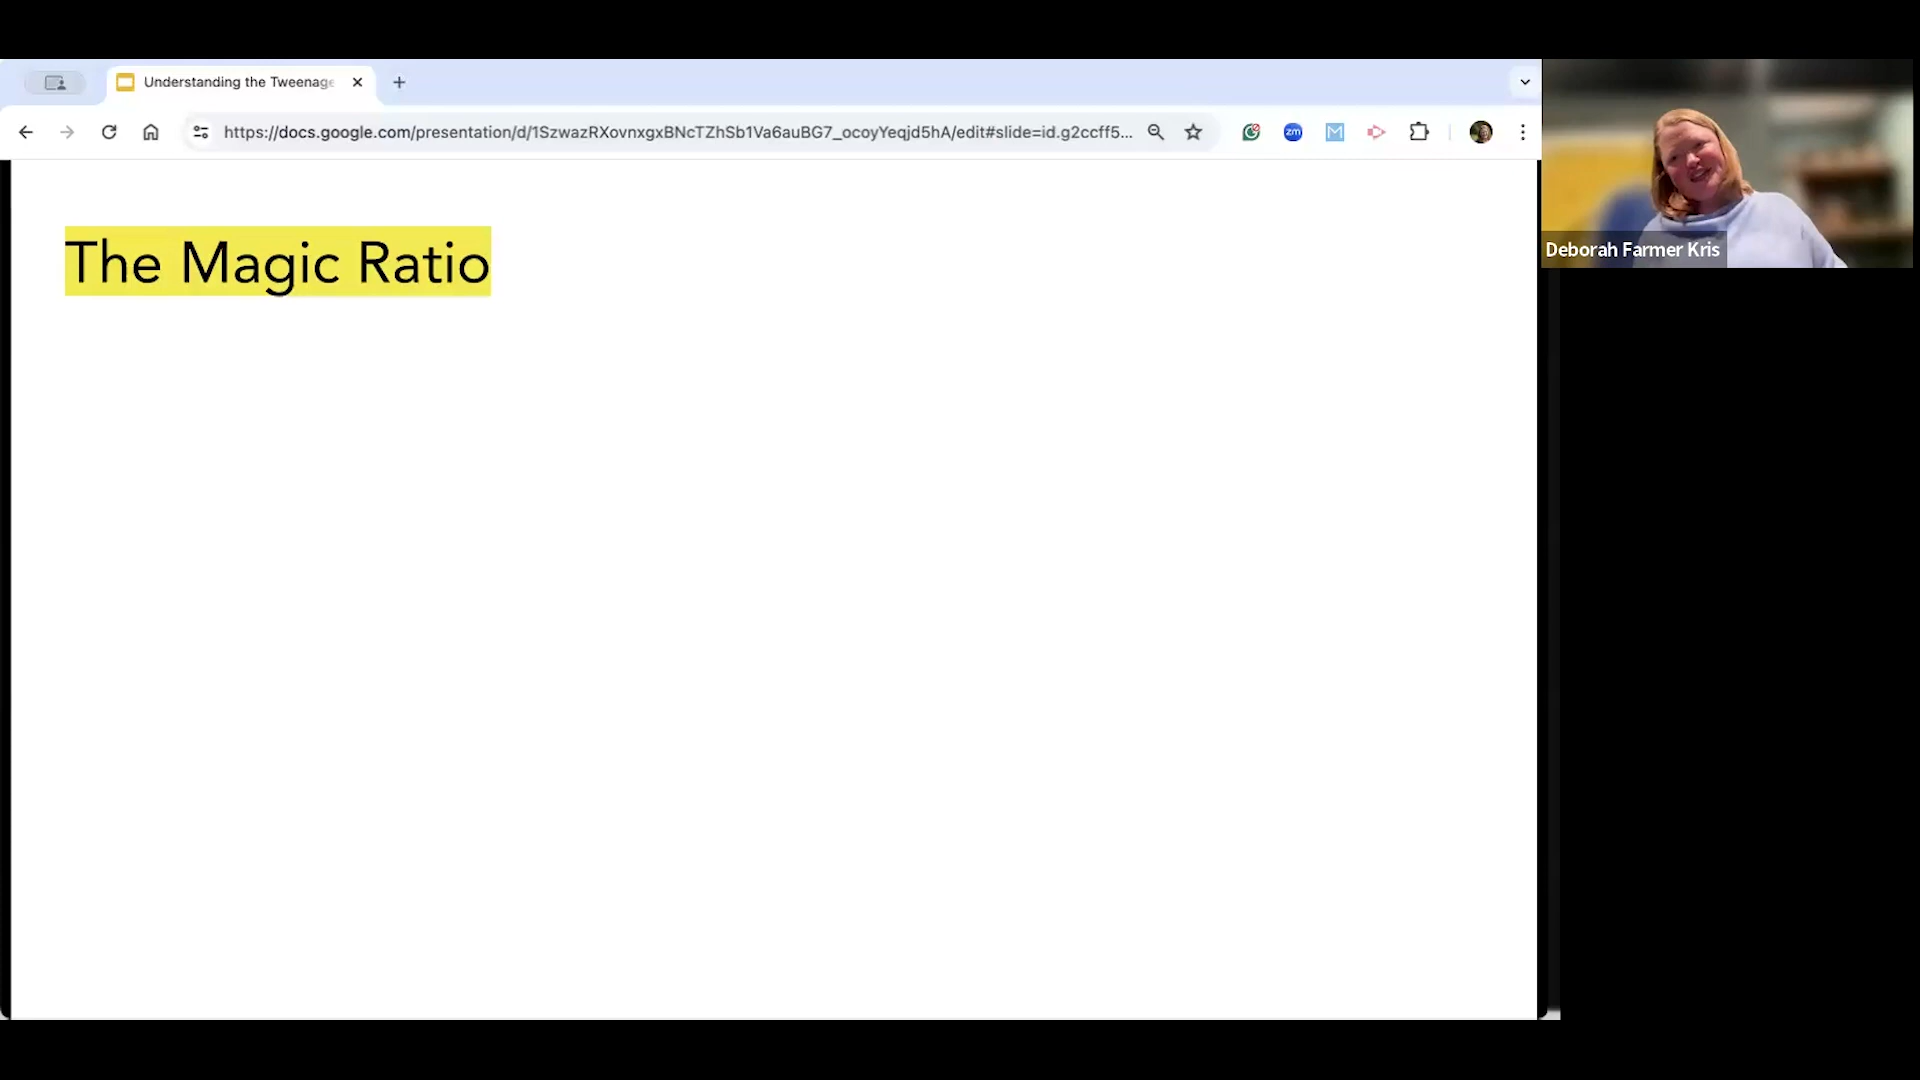 Understanding the Tweenage
https://docs.google.com/presentation/d/1SzwazRXovnxgxBNcTZhSb1Va6auBG7_ocoyYeqjd5hA/edit#slide=id.g2ccff5...
zm
M
The Magic Ratio
Deborah Farmer Kris